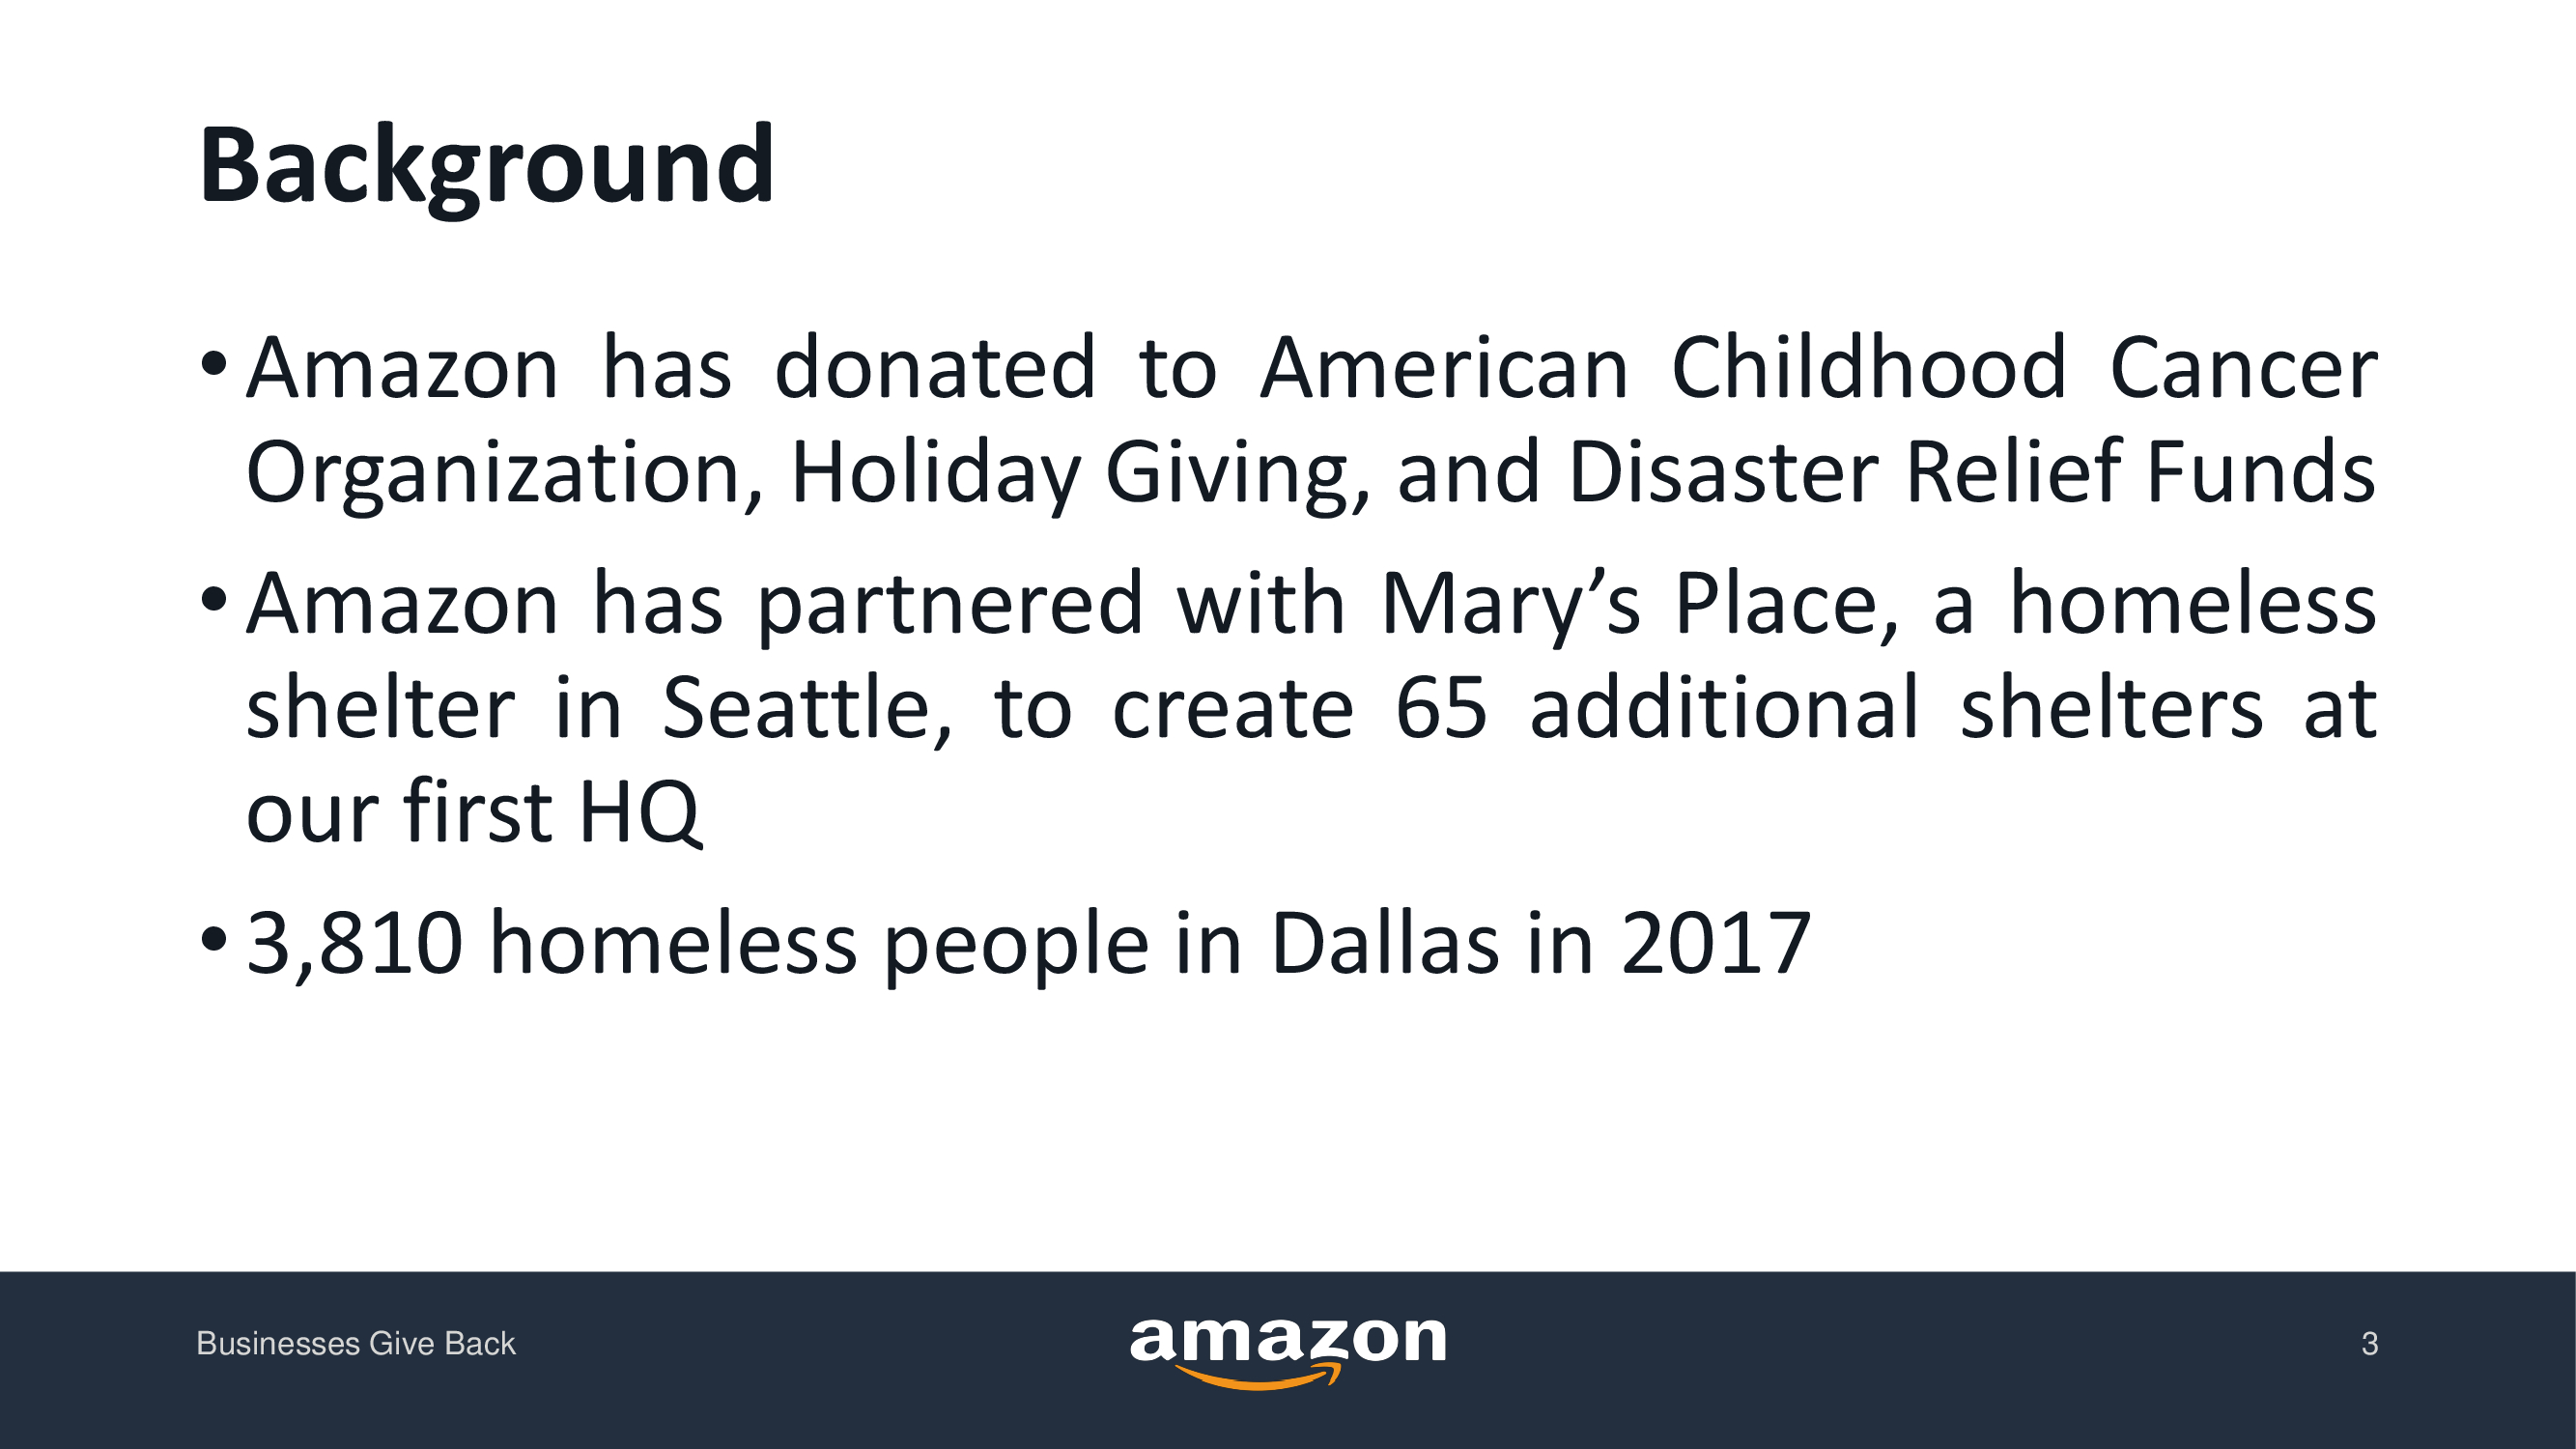 Background
• Amazon has donated to American Childhood Cancer
Organization, Holiday Giving, and Disaster Relief Funds
• Amazon has partnered with Mary’s Place, a homeless
shelter in Seattle, to create 65 additional shelters at
our first HQ
• 3,810 homeless people in Dallas in 2017
Businesses Give Back
amazon
3